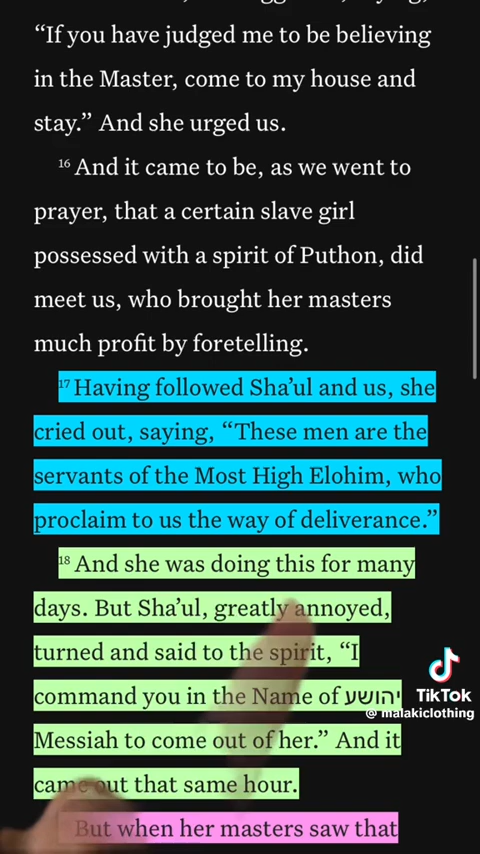 “If you have judged me to be believing
in the Master, come to my house and
stay.” And she urged us.
16 And it came to be, as we went to
prayer, that a certain slave girl
possessed with a spirit of Puthon, did
meet us, who brought her masters
much profit by foretelling.
17 Having followed Sha’ul and us, she
cried out, saying, “These men are the
servants of the Most High Elohim, who
proclaim to us the way of deliverance.”
18 And she was doing this for many
days. But Sha’ul, greatly annoyed,
turned and said to the spirit, “I
command you in the Name of יהושע
Messiah to come out of her.” And it
came out that same hour.
But when her masters saw that
TikTok
@ malakiclothing